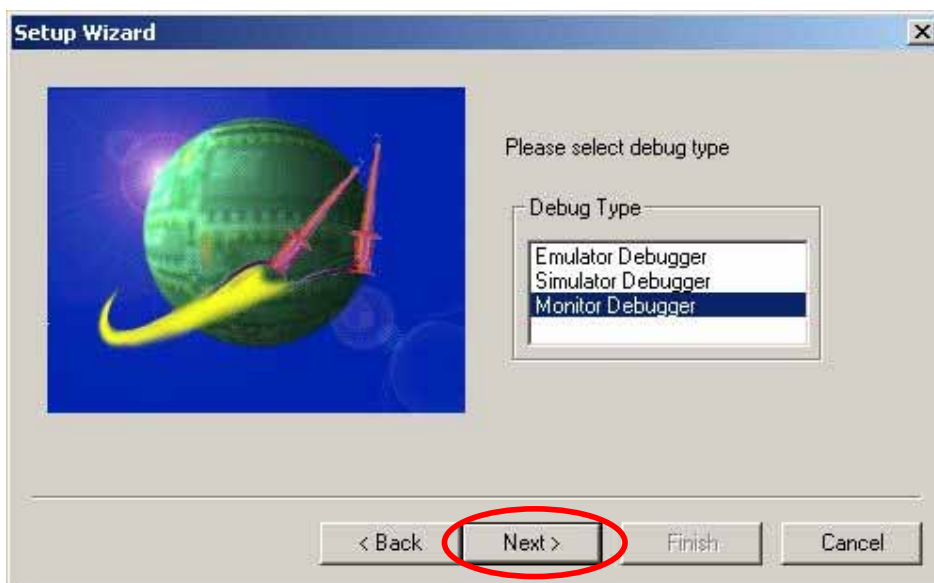 Setup Wizard
Please select debug type
Debug Type
Emulator Debugger
Simulator Debugger
Monitor Debugger
< Back
Next >
Finish
Cancel